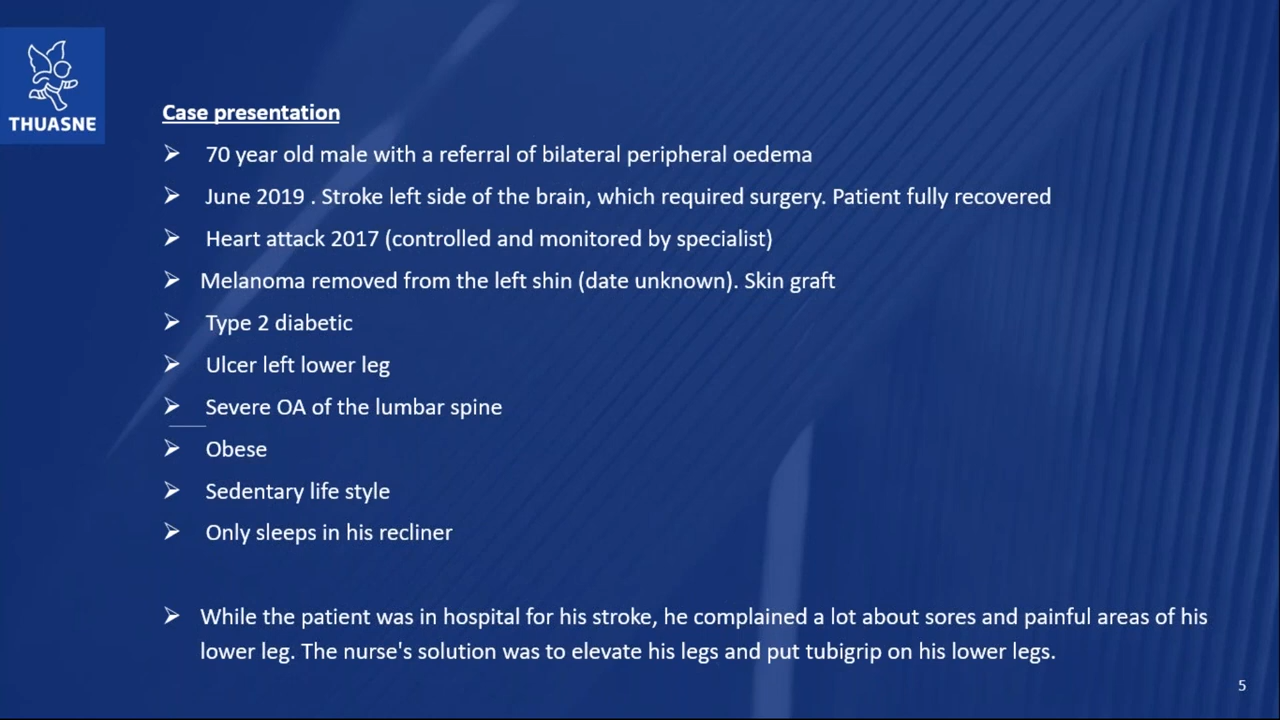 THUASNE
Case presentation
70 year old male with a referral of bilateral peripheral oedema
June 2019 . Stroke left side of the brain, which required surgery. Patient fully recovered
Heart attack 2017 (controlled and monitored by specialist)
Melanoma removed from the left shin (date unknown). Skin graft
Type 2 diabetic
Ulcer left lower leg
Severe OA of the lumbar spine
Obese
Sedentary life style
Only sleeps in his recliner
While the patient was in hospital for his stroke, he complained a lot about sores and painful areas of his
lower leg. The nurse's solution was to elevate his legs and put tubigrip on his lower legs.
5